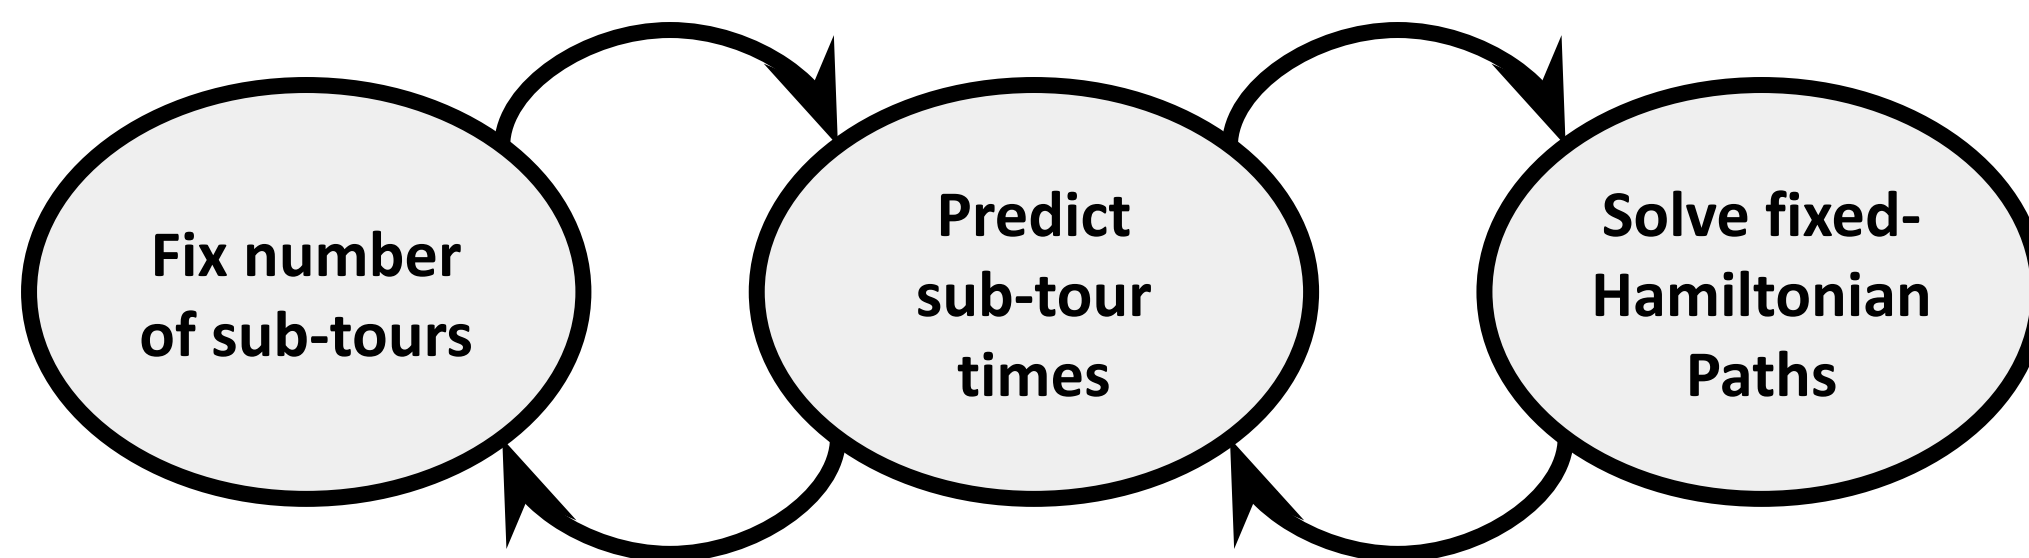 Fix number
of sub-tours
Predict
sub-tour
times
Solve fixed-
Hamiltonian
Paths